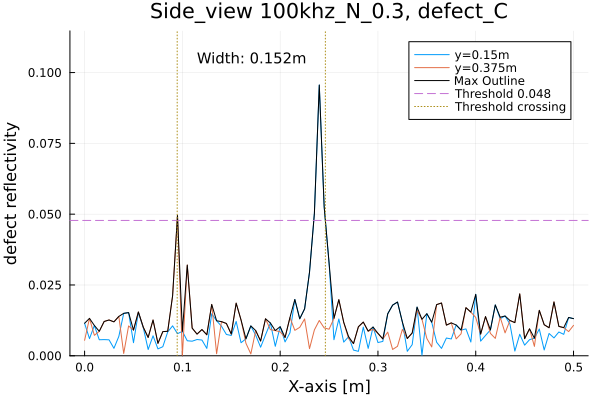 Side_view 100khz_N_0.3, defect_C
Width: 0.152m
y=0.15m
y=0.375m
Max Outline
Threshold 0.048
Threshold crossing
defect reflectivity
0.100
0.075
0.050
0.025
0.000
0.0 0.1 0.2 0.3 0.4 0.5
X-axis [m]